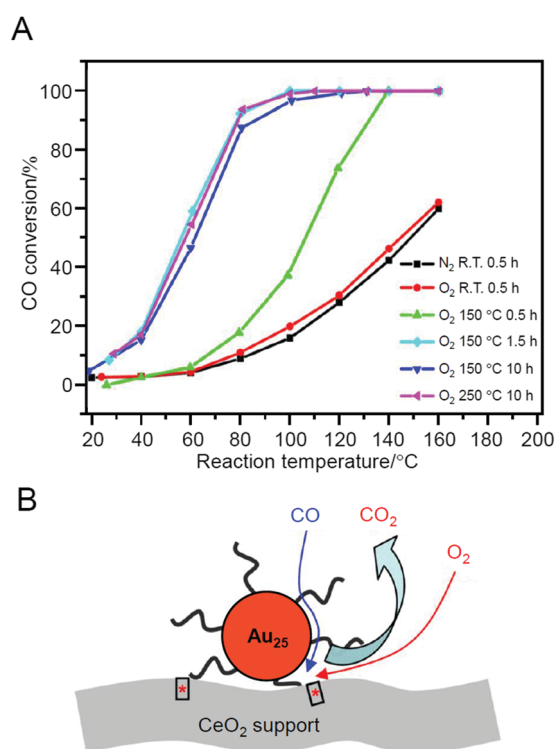 A
CO conversion/%
100
80
60
40
20
0
N₂ R.T. 0.5 h
O₂ R.T. 0.5 h
O₂ 150 °C 0.5 h
O₂ 150 °C 1.5 h
O₂ 150 °C 10 h
O₂ 250 °C 10 h
20 40 60 80 100 120 140 160 180 200
Reaction temperature/°C
B
CO
CO₂
O₂
Au₂₅
*
*
CeO₂ support